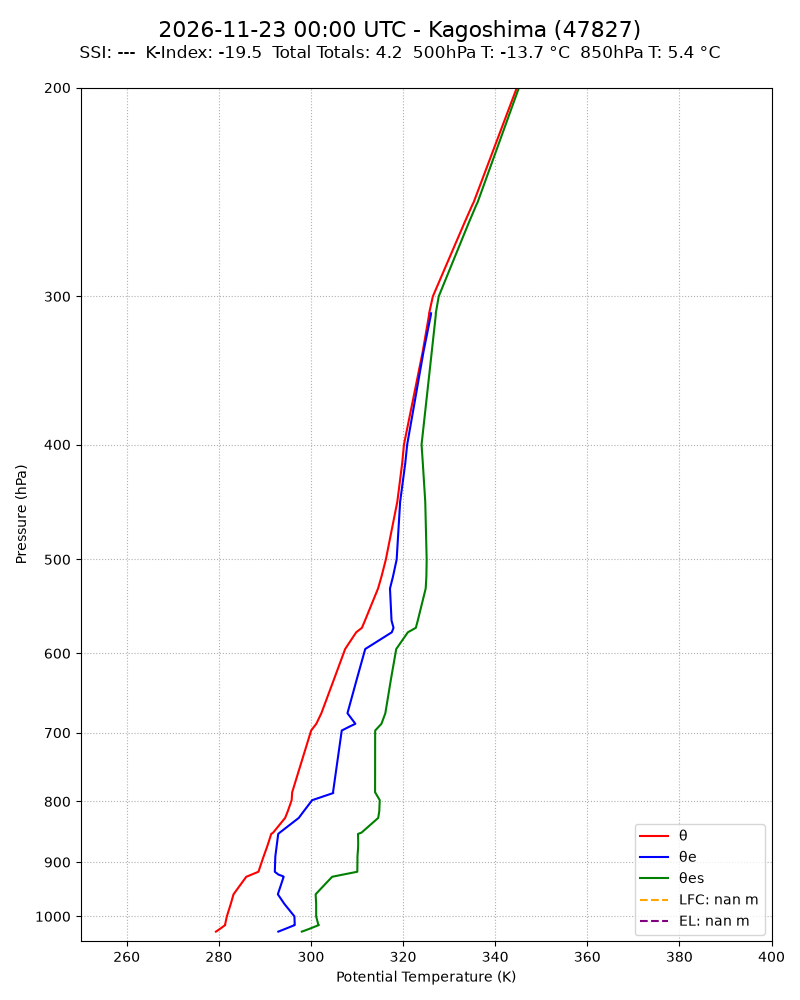 2026-11-23 00:00 UTC - Kagoshima (47827)
SSI: --- K-Index: -19.5 Total Totals: 4.2 500hPa T: -13.7 °C 850hPa T: 5.4 °C
200
300
400
500
600
700
800
900
1000
Pressure (hPa)
260 280 300 320 340 360 380 400
Potential Temperature (K)
θ
θe
θes
LFC: nan m
EL: nan m